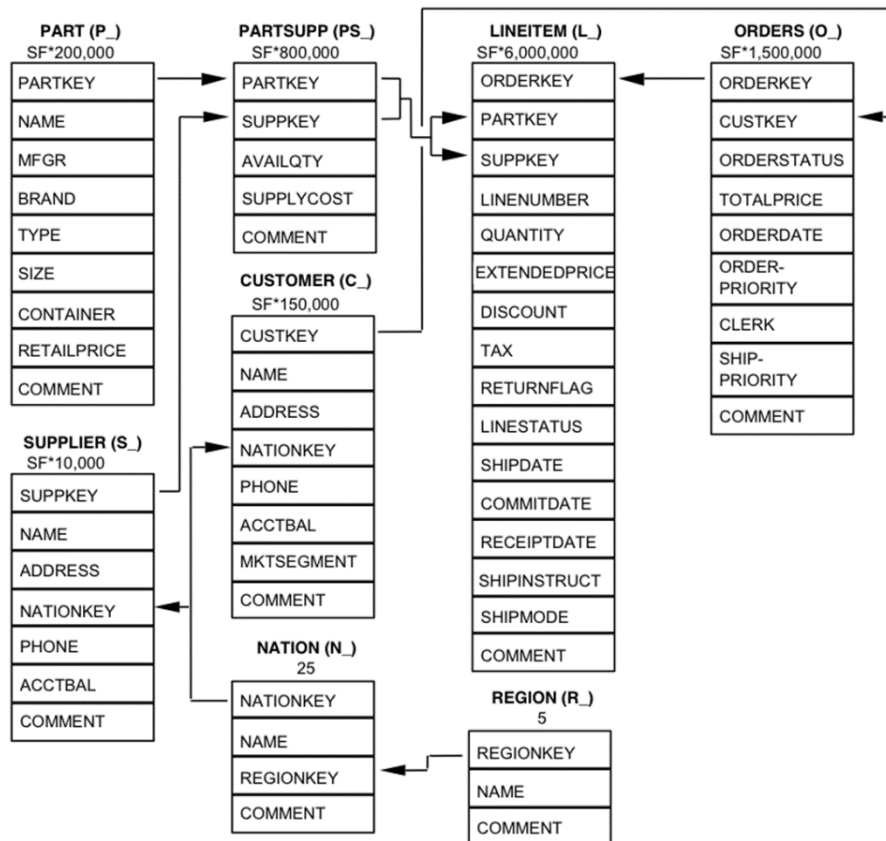 PART (P_)
SF*200,000
PARTKEY
NAME
MFGR
BRAND
TYPE
SIZE
CONTAINER
RETAILPRICE
COMMENT
SUPPLIER (S_)
SF*10,000
SUPPKEY
NAME
ADDRESS
NATIONKEY
PHONE
ACCTBAL
COMMENT
PARTSUPP (PS_)
SF*800,000
PARTKEY
SUPPKEY
AVAILQTY
SUPPLYCOST
COMMENT
CUSTOMER (C_)
SF*150,000
CUSTKEY
NAME
ADDRESS
NATIONKEY
PHONE
ACCTBAL
MKTSEGMENT
COMMENT
NATION (N_)
25
NATIONKEY
NAME
REGIONKEY
COMMENT
LINEITEM (L_)
SF*6,000,000
ORDERKEY
PARTKEY
SUPPKEY
LINENUMBER
QUANTITY
EXTENDEDPRICE
DISCOUNT
TAX
RETURNFLAG
LINESTATUS
SHIPDATE
COMMITDATE
RECEIPTDATE
SHIPINSTRUCT
SHIPMODE
COMMENT
REGION (R_)
5
REGIONKEY
NAME
COMMENT
ORDERS (O_)
SF*1,500,000
ORDERKEY
CUSTKEY
ORDERSTATUS
TOTALPRICE
ORDERDATE
ORDER-
PRIORITY
CLERK
SHIP-
PRIORITY
COMMENT